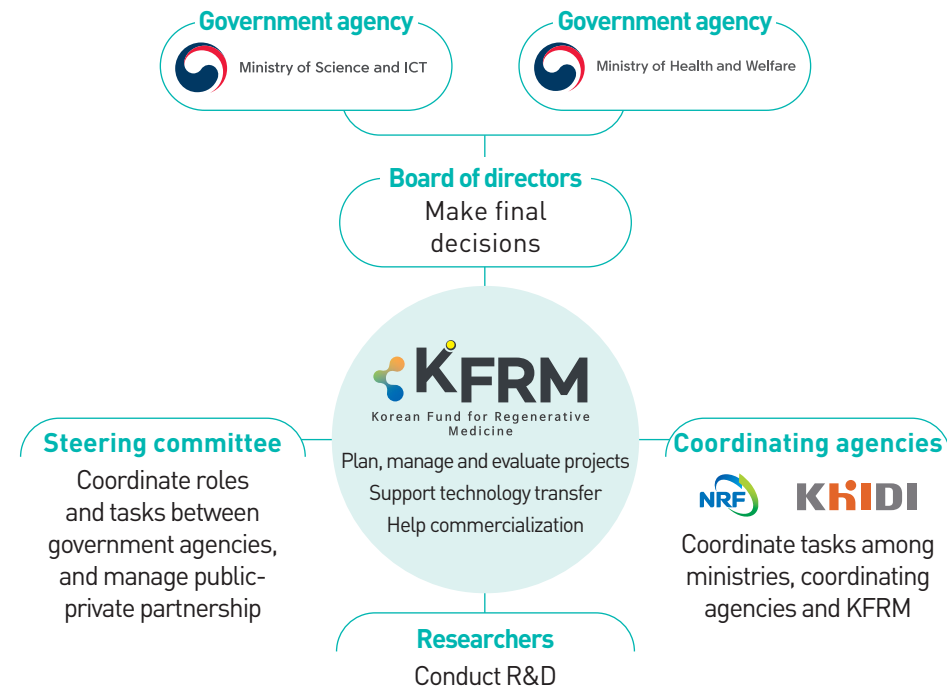 Government agency
Ministry of Science and ICT
Government agency
Ministry of Health and Welfare
Board of directors
Make final
decisions
KFRM
Korean Fund for Regenerative
Medicine
Plan, manage and evaluate projects
Support technology transfer
Help commercialization
Steering committee
Coordinate roles
and tasks between
government agencies,
and manage public-
private partnership
Coordinating agencies
NRF
KHIDI
Coordinate tasks among
ministries, coordinating
agencies and KFRM
Researchers
Conduct R&D